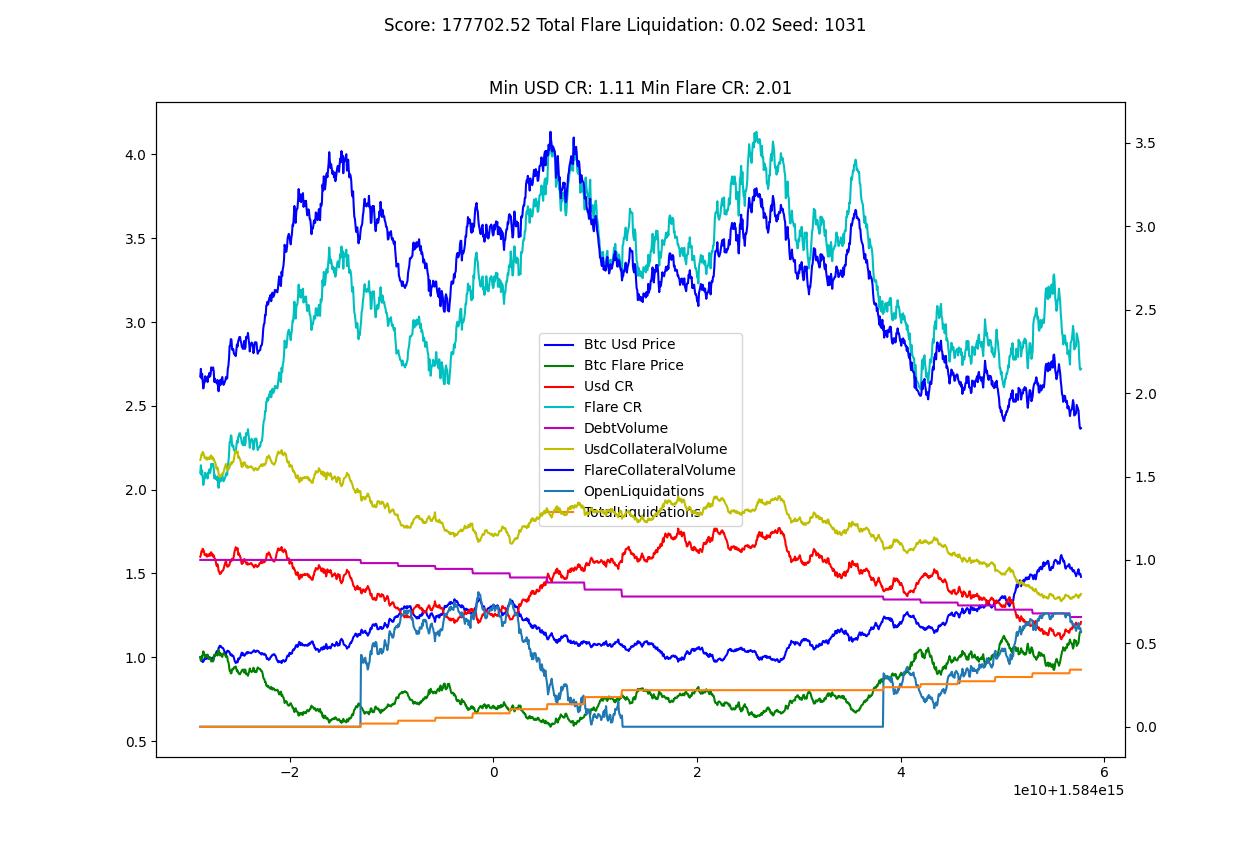 Score: 177702.52 Total Flare Liquidation: 0.02 Seed: 1031
Min USD CR: 1.11 Min Flare CR: 2.01
4.0
3.5
3.0
2.5
2.0
1.5
1.0
0.5
3.5
3.0
2.5
2.0
1.5
1.0
0.5
0.0
Btc Usd Price
Btc Flare Price
Usd CR
Flare CR
DebtVolume
UsdCollateralVolume
FlareCollateralVolume
OpenLiquidations
TotalLiquidations
−2 0 2 4 6
1e10+1.584e15